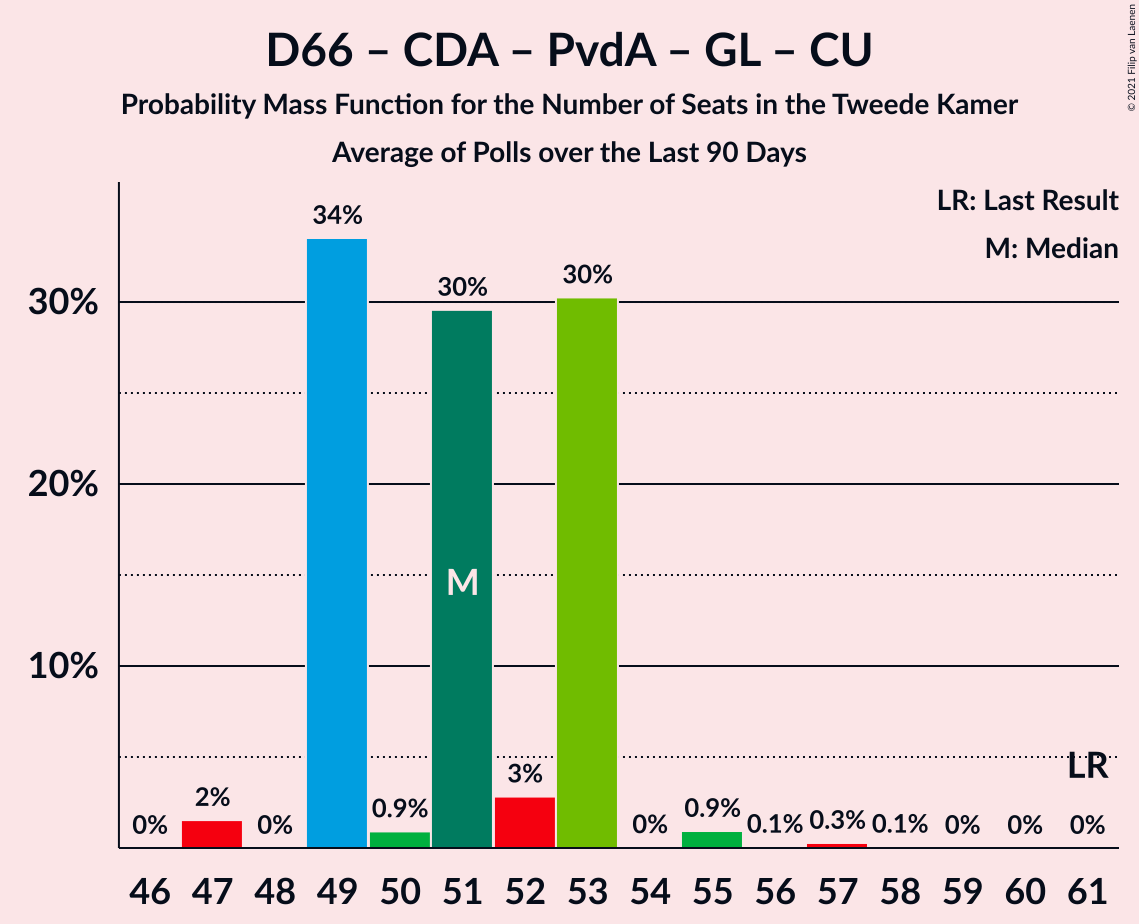 D66 – CDA – PvdA – GL – CU
Probability Mass Function for the Number of Seats in the Tweede Kamer
Average of Polls over the Last 90 Days
© 2021 Filip van Laenen
LR: Last Result
M: Median
34%
30%
30%
30%
20%
M
10%
LR
0%
2%
0%
0.9%
3%
0%
0.9%
0.1%
0.3%
0.1%
0%
0%
0%
46 47 48 49 50 51 52 53 54 55 56 57 58 59 60 61